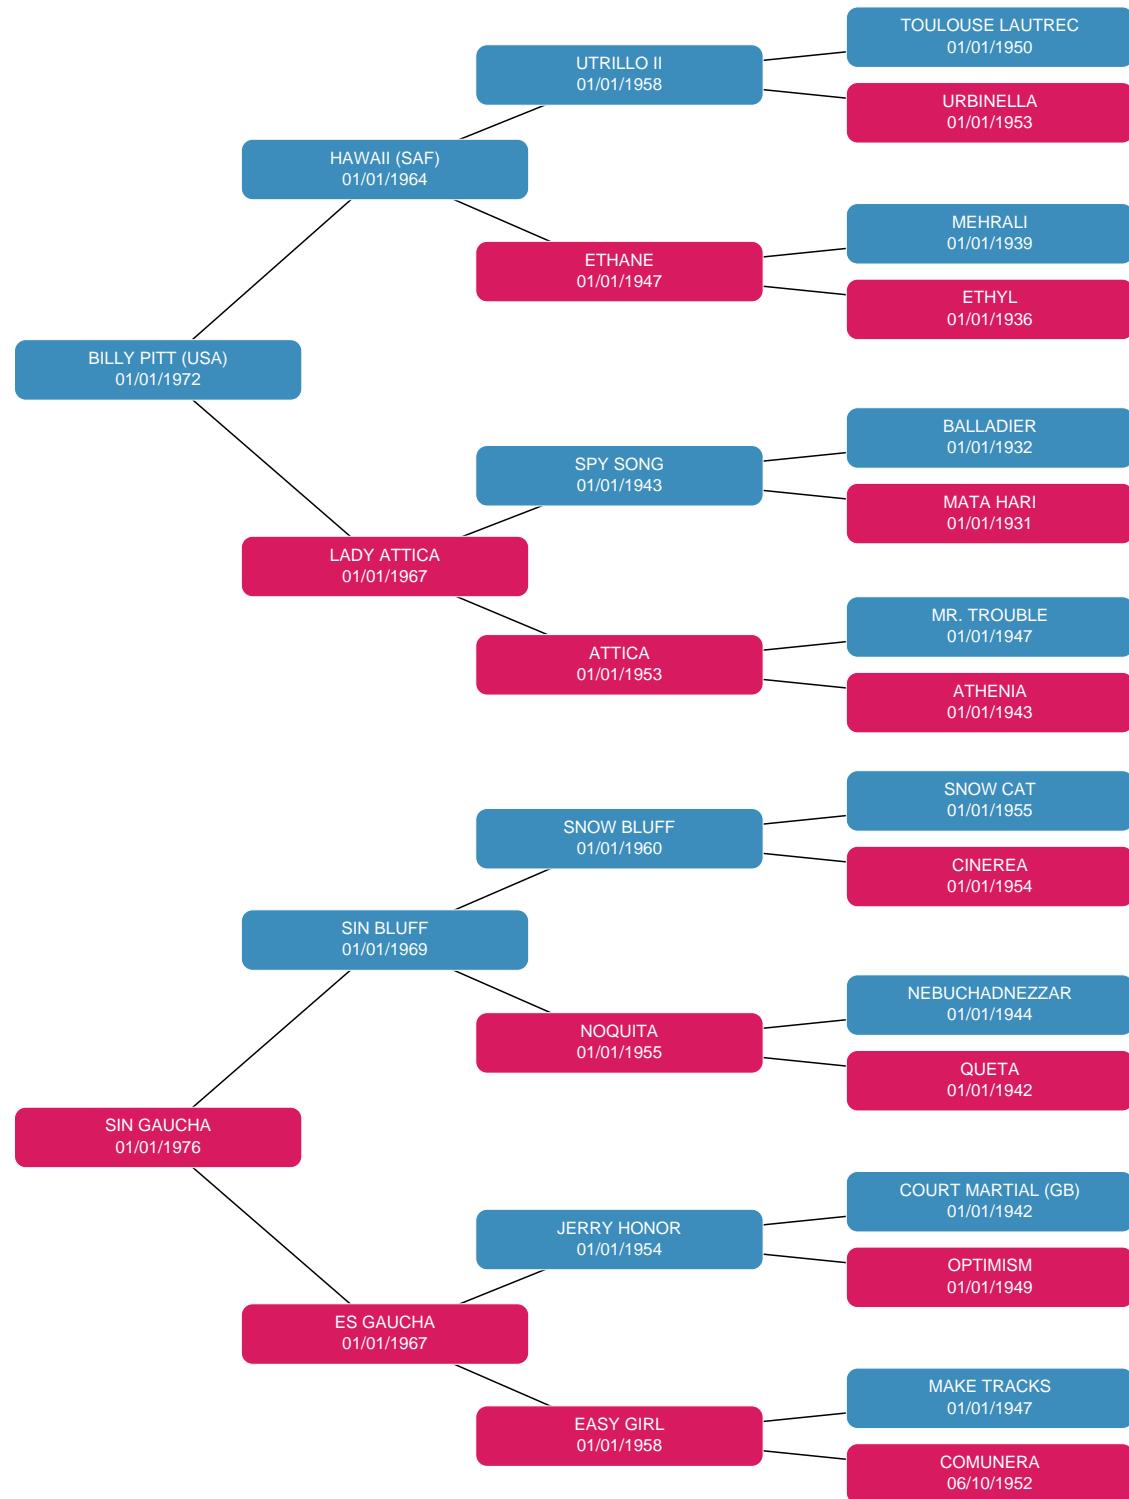 TOULOUSE LAUTREC
01/01/1950
UTRILLO II
01/01/1958
URBINELLA
01/01/1953
HAWAII (SAF)
01/01/1964
MEHRALI
01/01/1939
ETHANE
01/01/1947
ETHYL
01/01/1936
BILLY PITT (USA)
01/01/1972
BALLADIER
01/01/1932
SPY SONG
01/01/1943
MATA HARI
01/01/1931
LADY ATTICA
01/01/1967
MR. TROUBLE
01/01/1947
ATTICA
01/01/1953
ATHENIA
01/01/1943
SNOW CAT
01/01/1955
SNOW BLUFF
01/01/1960
CINEREA
01/01/1954
SIN BLUFF
01/01/1969
NEBUCHADNEZZAR
01/01/1944
NOQUITA
01/01/1955
QUETA
01/01/1942
SIN GAUCHA
01/01/1976
COURT MARTIAL (GB)
01/01/1942
JERRY HONOR
01/01/1954
OPTIMISM
01/01/1949
ES GAUCHA
01/01/1967
MAKE TRACKS
01/01/1947
EASY GIRL
01/01/1958
COMUNERA
06/10/1952